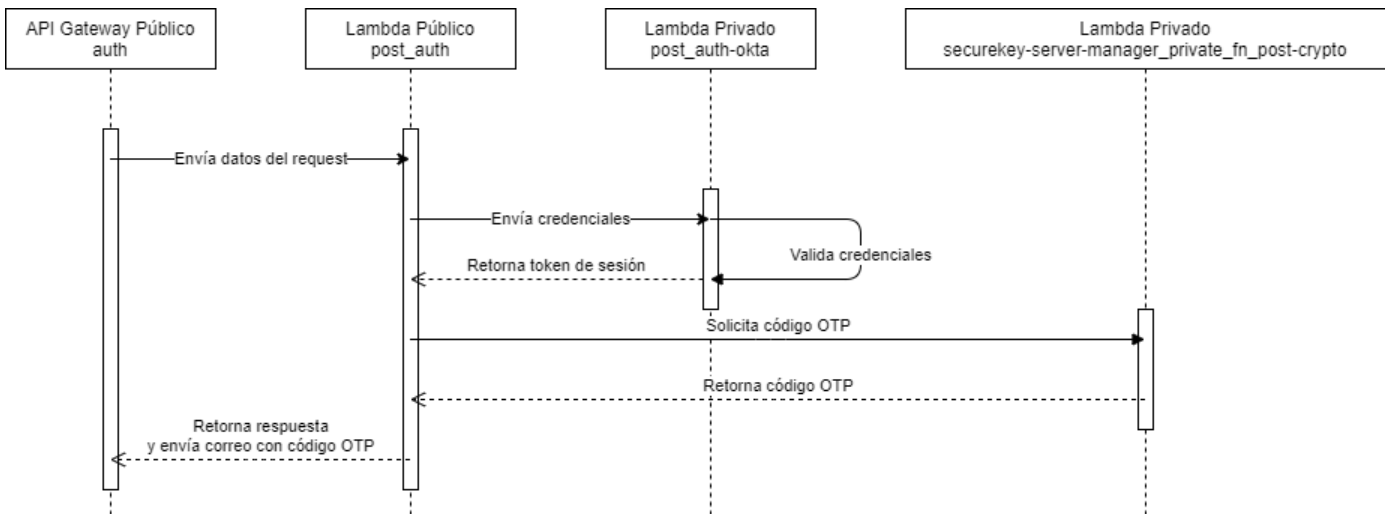 API Gateway Público
auth
Lambda Público
post_auth
Lambda Privado
post_auth-okta
Lambda Privado
securekey-server-manager_private_fn_post-crypto
Envía datos del request
Envía credenciales
Valida credenciales
Retorna token de sesión
Solicita código OTP
Retorna código OTP
Retorna respuesta
y envía correo con código OTP